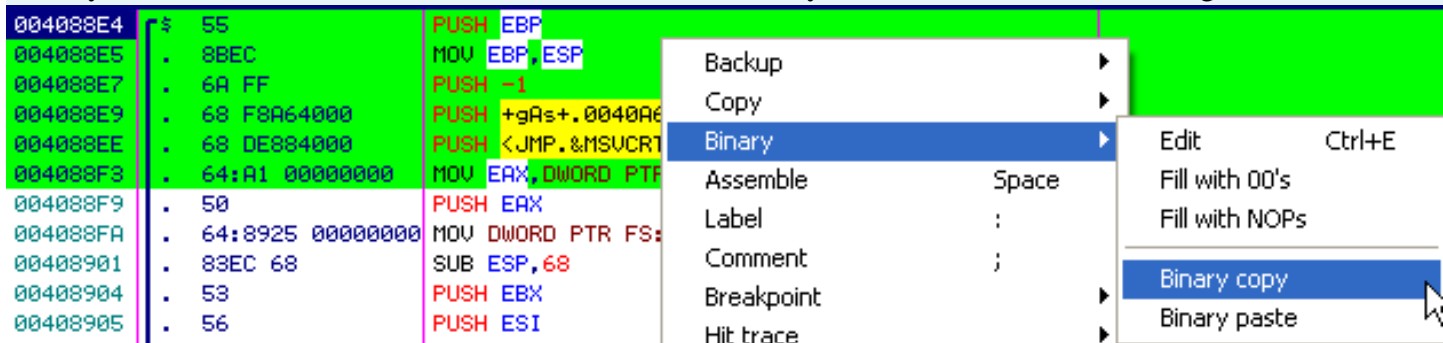 004088E4 $ 55 PUSH EBP
004088E5 . 8BEC MOV EBP,ESP
004088E7 . 6A FF PUSH -1
004088E9 . 68 F8A64000 PUSH +gAs+.0040A6
004088EE . 68 DE884000 PUSH <JMP.&MSVCRT
004088F3 . 64:A1 00000000 MOV EAX,DWORD PTR
004088F9 . 50 PUSH EAX
004088FA . 64:8925 00000000 MOV DWORD PTR FS:
00408901 . 83EC 68 SUB ESP,68
00408904 . 53 PUSH EBX
00408905 . 56 PUSH ESI
Backup
Copy
Binary
Assemble Space
Label :
Comment ;
Breakpoint
Hit trace
Edit Ctrl+E
Fill with 00's
Fill with NOPs
Binary copy
Binary paste